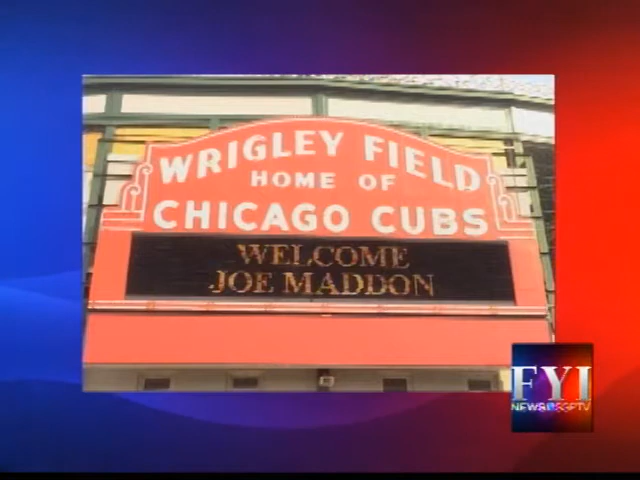 WRIGLEY FIELD
HOME OF
CHICAGO CUBS
WELCOME
JOE MADDON
FYI